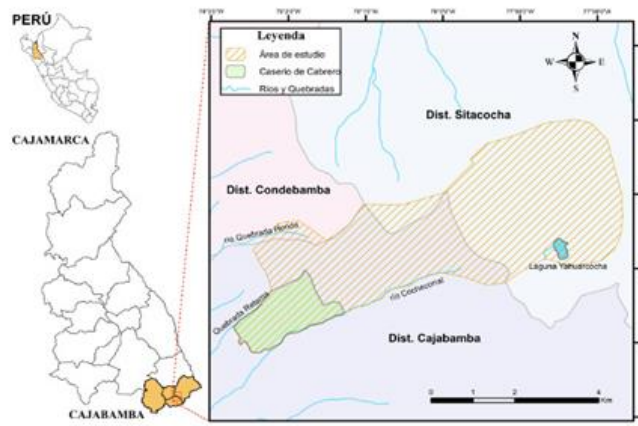 PERÚ
CAJAMARCA
CAJABAMBA
Leyenda
Área de estudio
Caserío de Cabrero
Ríos y Quebradas
N
W
E
S
Dist. Sitacocha
Dist. Condebamba
río Quebrada Honda
Laguna Yahuarcocha
río Cochacorral
Dist. Cajabamba
0 1 2 4
Km